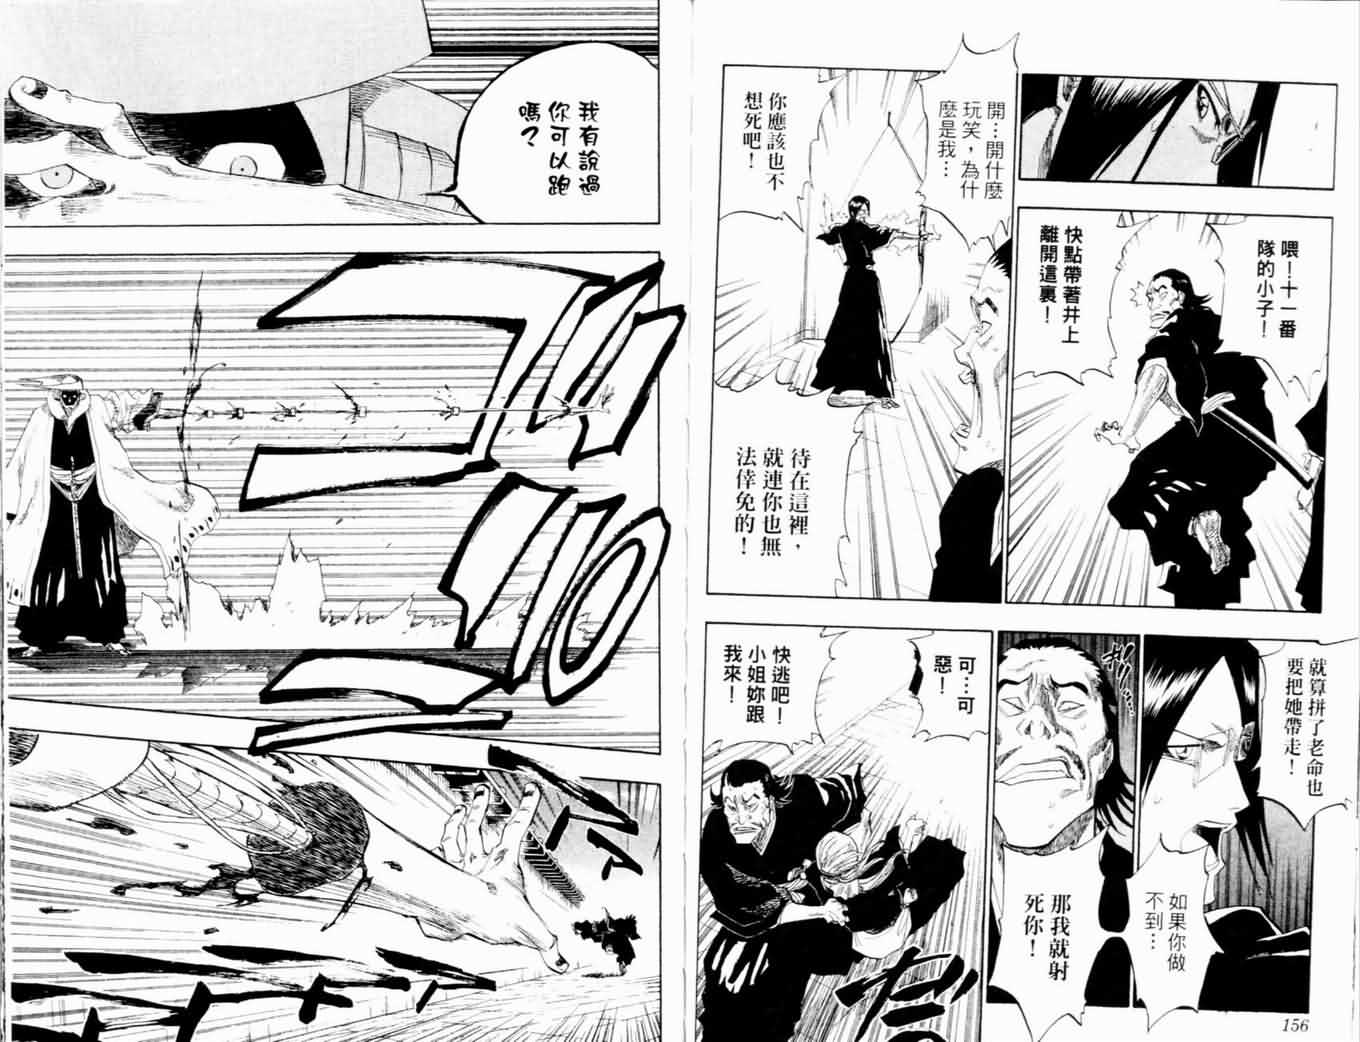 喂！十一番
隊的小子！
快點帶著井上
離開這裏！
開…開什麼
玩笑，為什
麼是我…
你應該也不
想死吧！
待在這裡，
就連你也無
法倖免的！
就算拼了老命也
要把她帶走！
如果你做
不到…
那我就射
死你！
可…可
惡！
快逃吧！
小姐妳跟
我來！
156
我有說過
你可以跑
嗎？